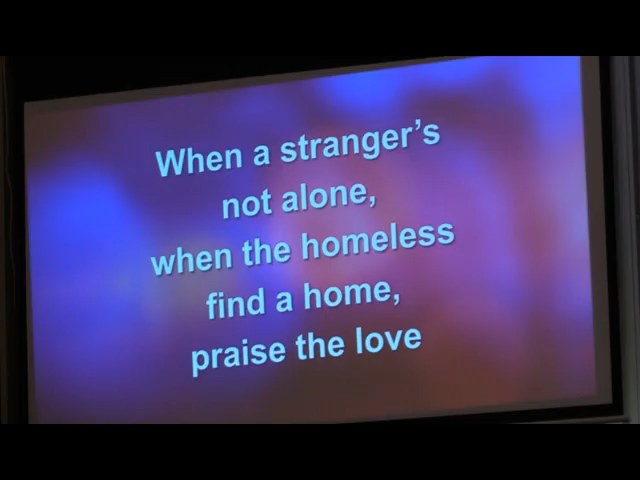 When a stranger’s
not alone,
when the homeless
find a home,
praise the love